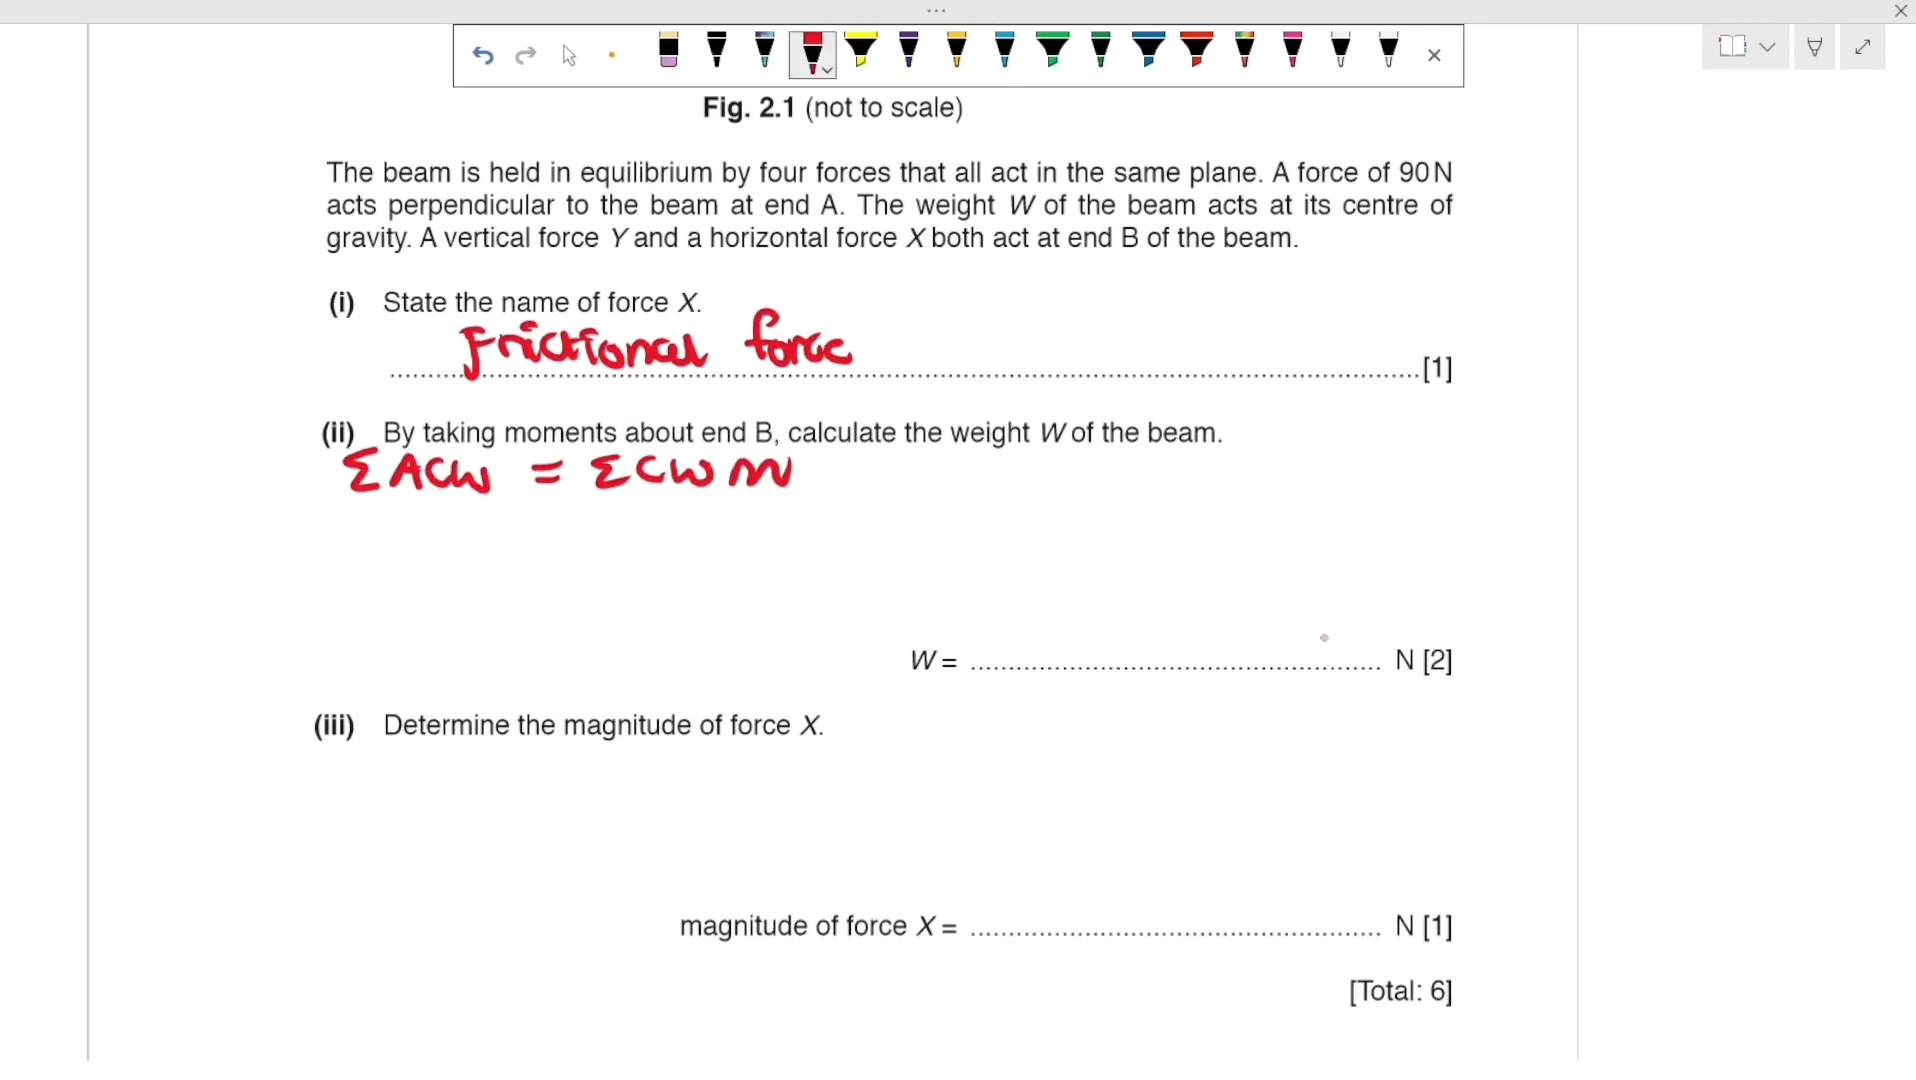 Fig. 2.1 (not to scale)
The beam is held in equilibrium by four forces that all act in the same plane. A force of 90 N
acts perpendicular to the beam at end A. The weight W of the beam acts at its centre of
gravity. A vertical force Y and a horizontal force X both act at end B of the beam.
(i) State the name of force X.
Frictional force
[1]
(ii) By taking moments about end B, calculate the weight W of the beam.
Σ ACW = Σ CW M
W = N [2]
(iii) Determine the magnitude of force X.
magnitude of force X = N [1]
[Total: 6]